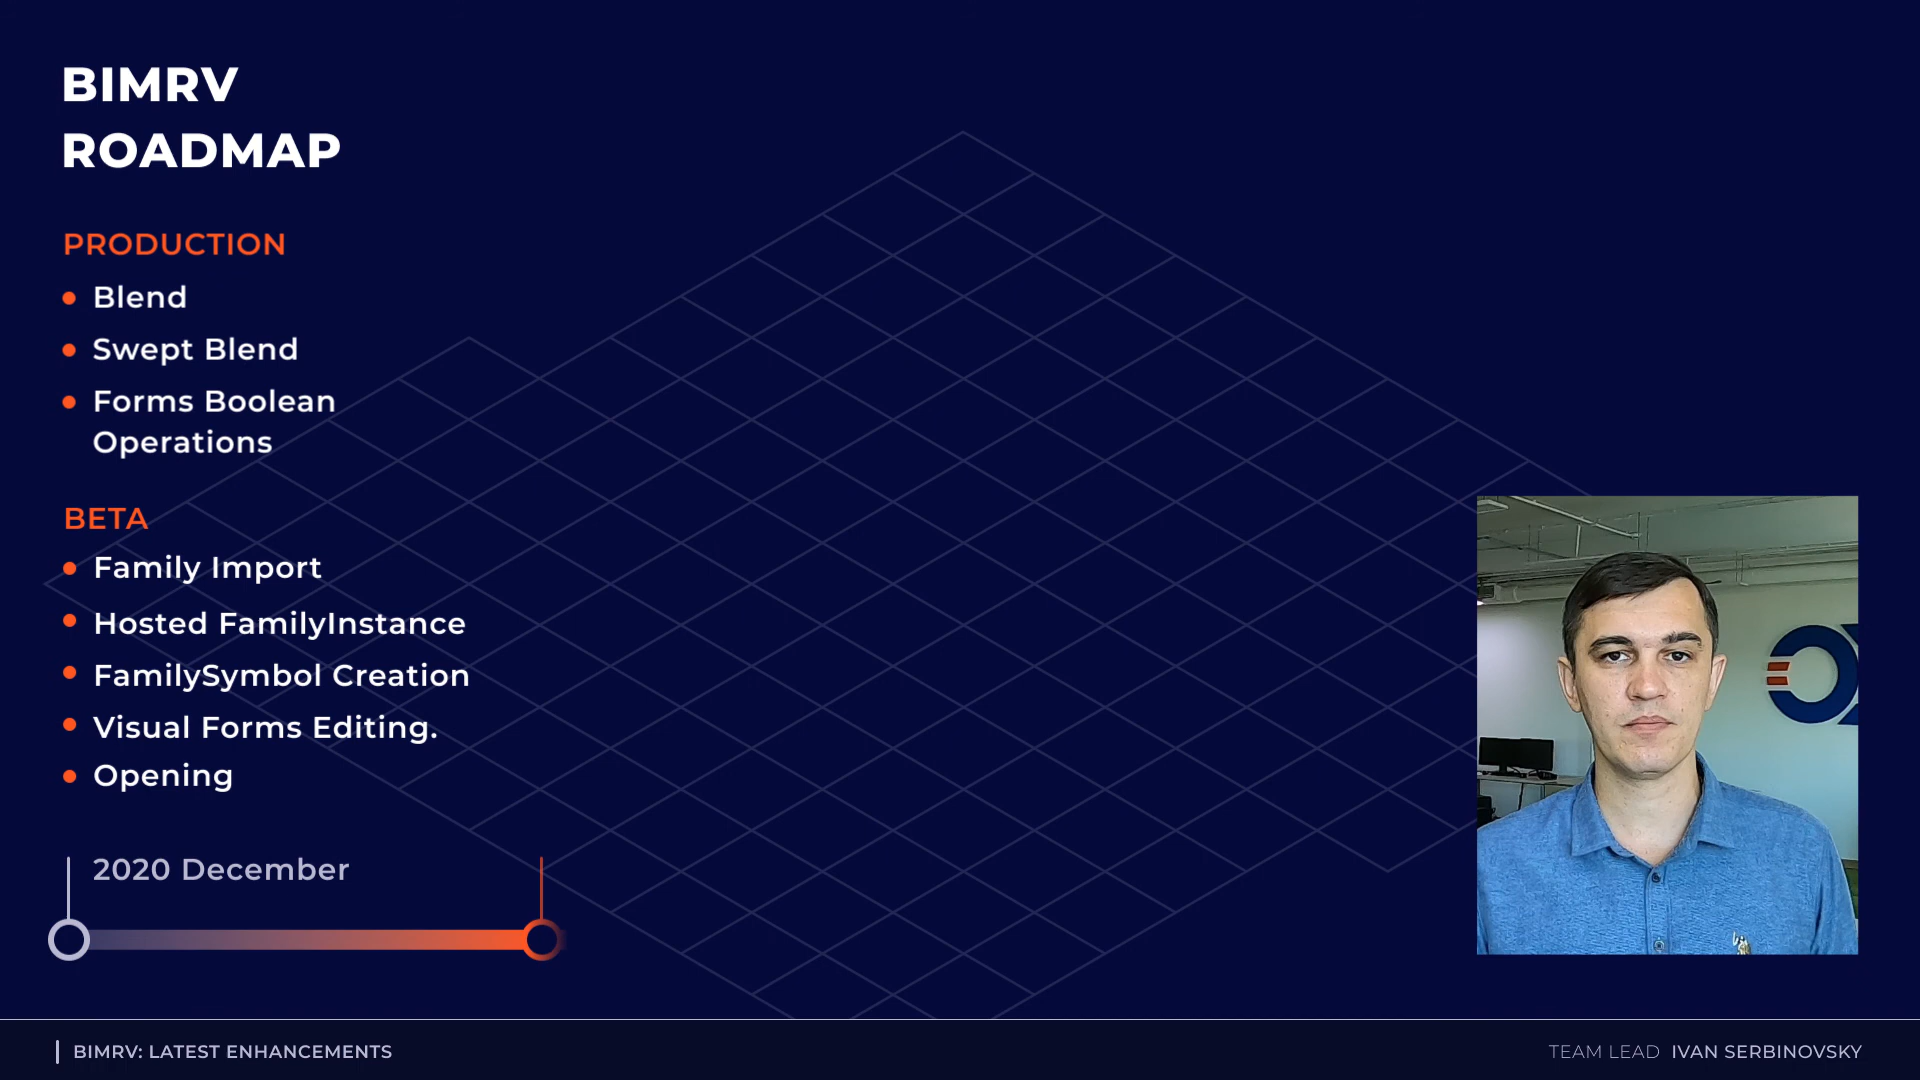 BIMRV
ROADMAP
PRODUCTION
Blend
Swept Blend
Forms Boolean
Operations
BETA
Family Import
Hosted FamilyInstance
FamilySymbol Creation
Visual Forms Editing.
Opening
2020 December
BIMRV: LATEST ENHANCEMENTS
TEAM LEAD IVAN SERBINOVSKY